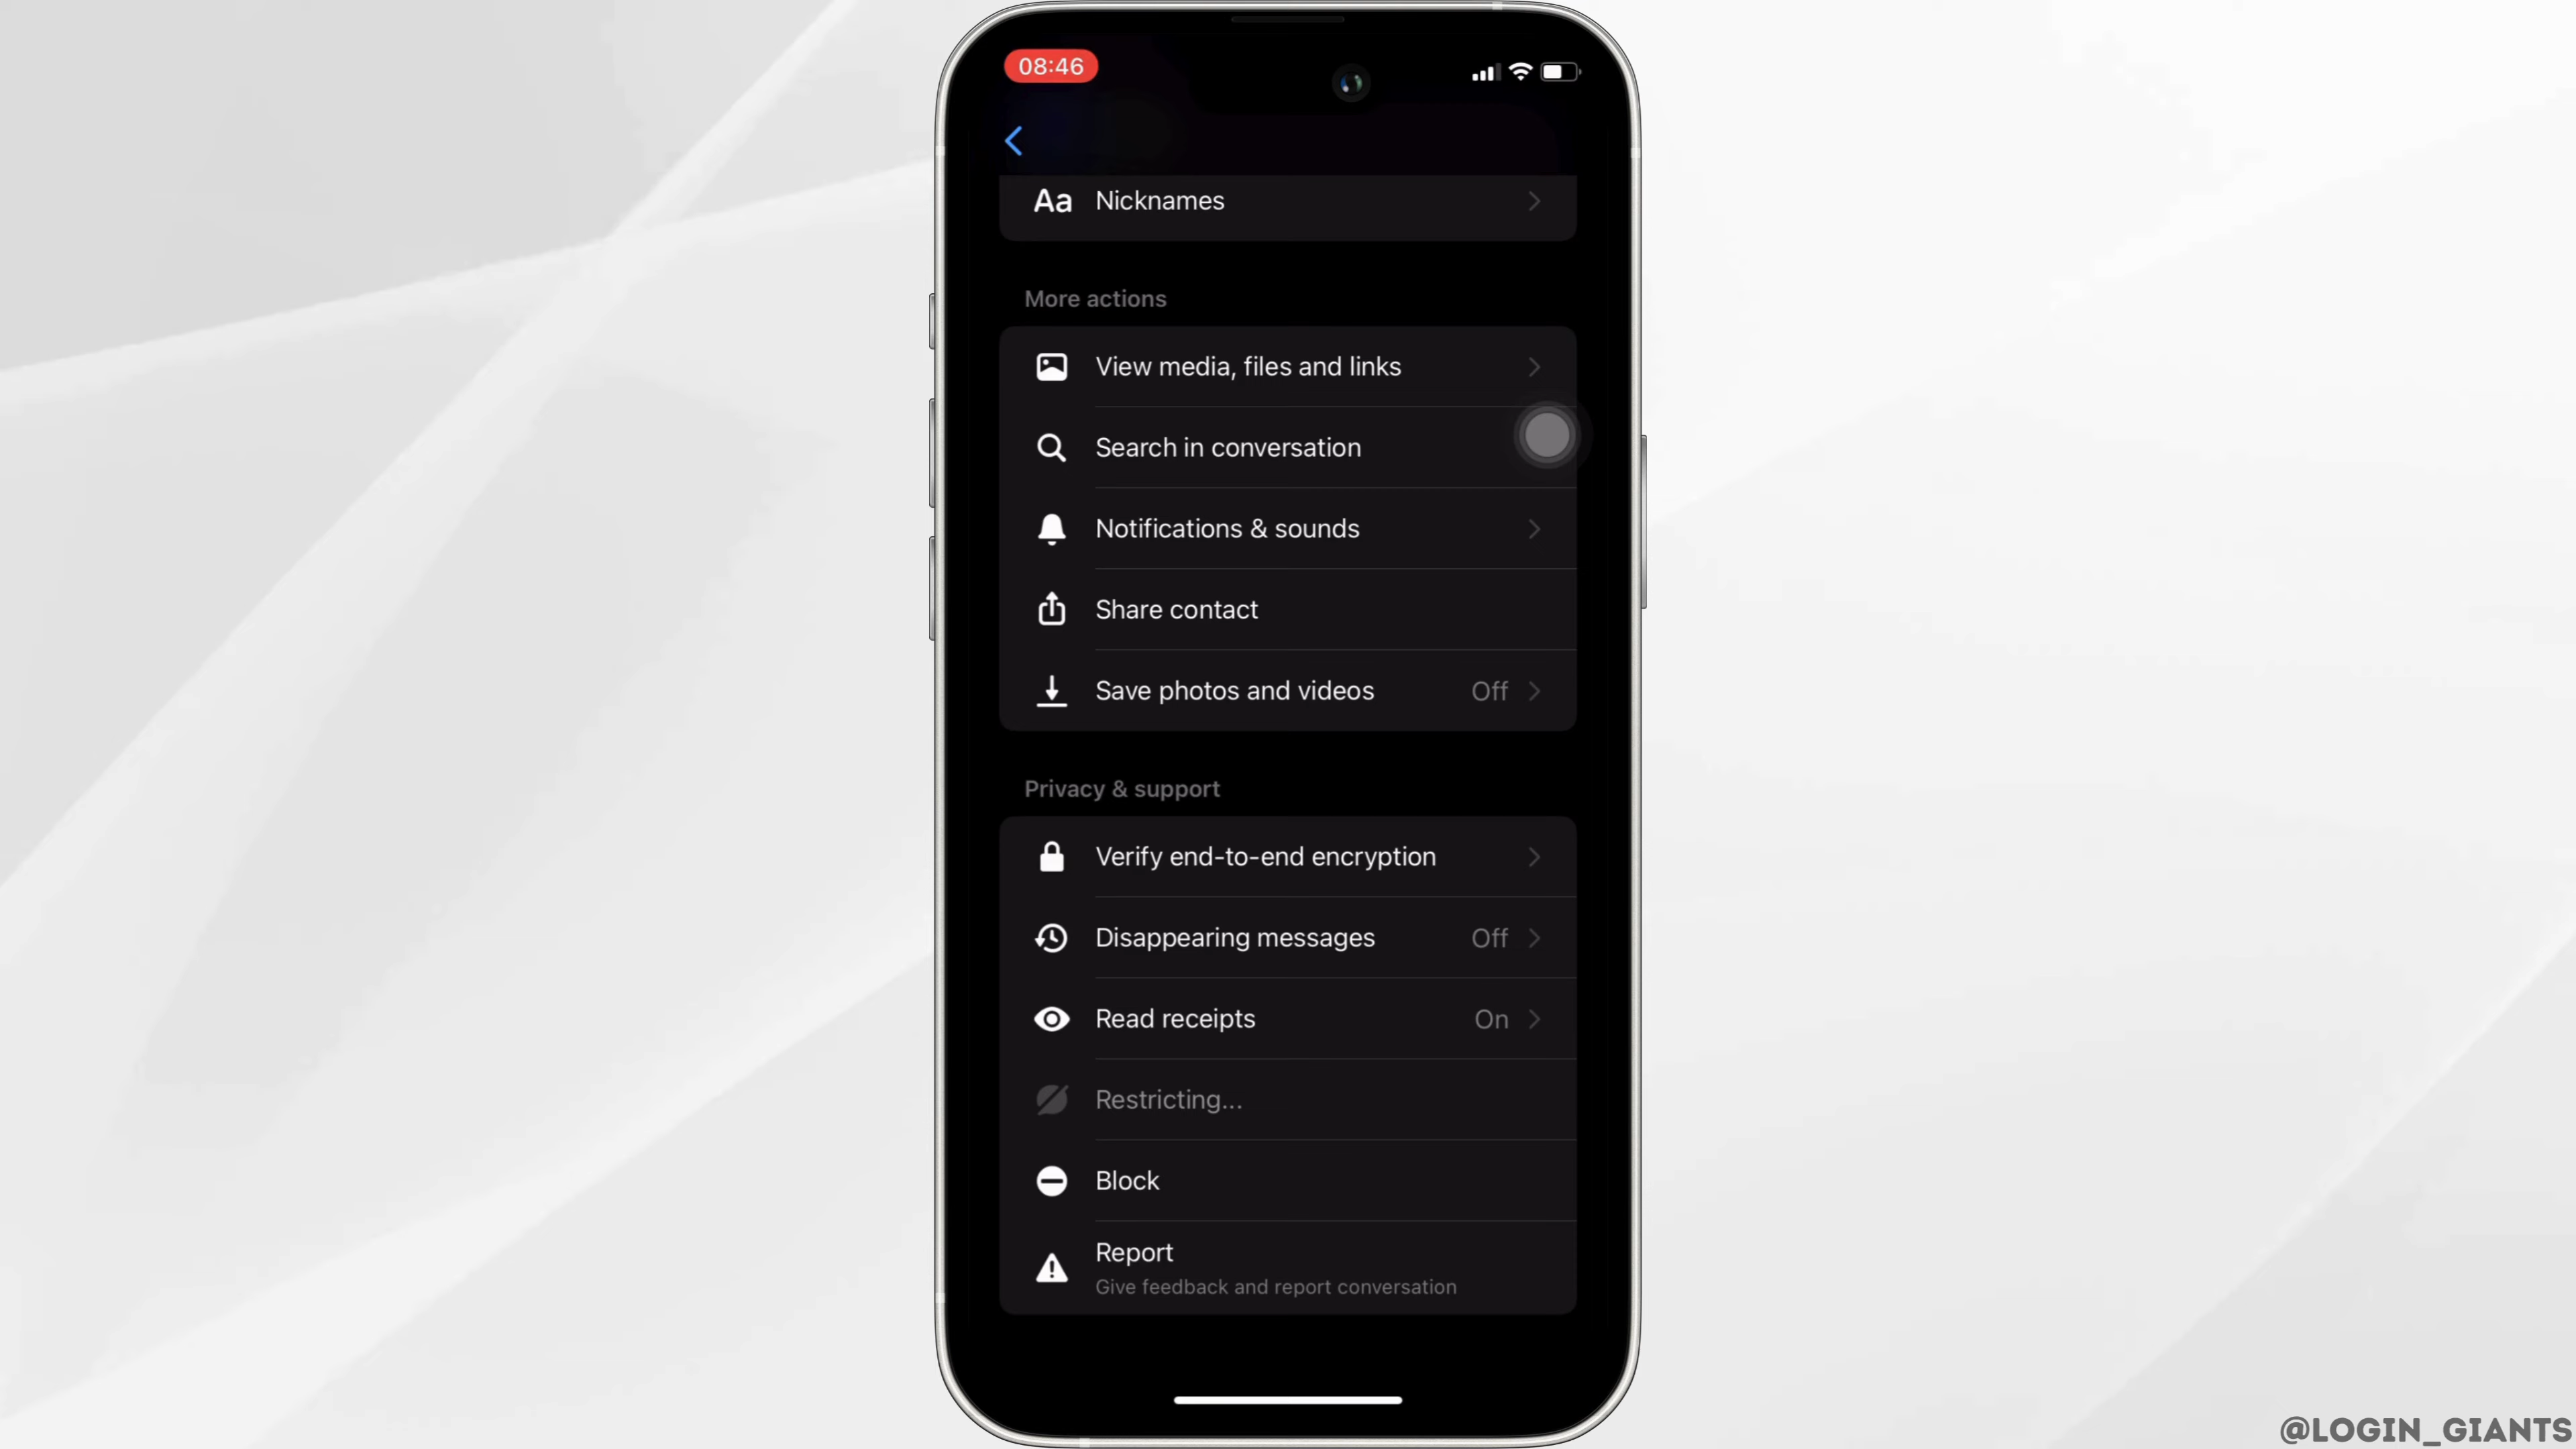 08:46
Aa Nicknames
More actions
View media, files and links
Search in conversation
Notifications & sounds
Share contact
Save photos and videos Off
Privacy & support
Verify end-to-end encryption
Disappearing messages Off
Read receipts On
Restricting...
Block
Report
Give feedback and report conversation
@LOGIN_GIANTS